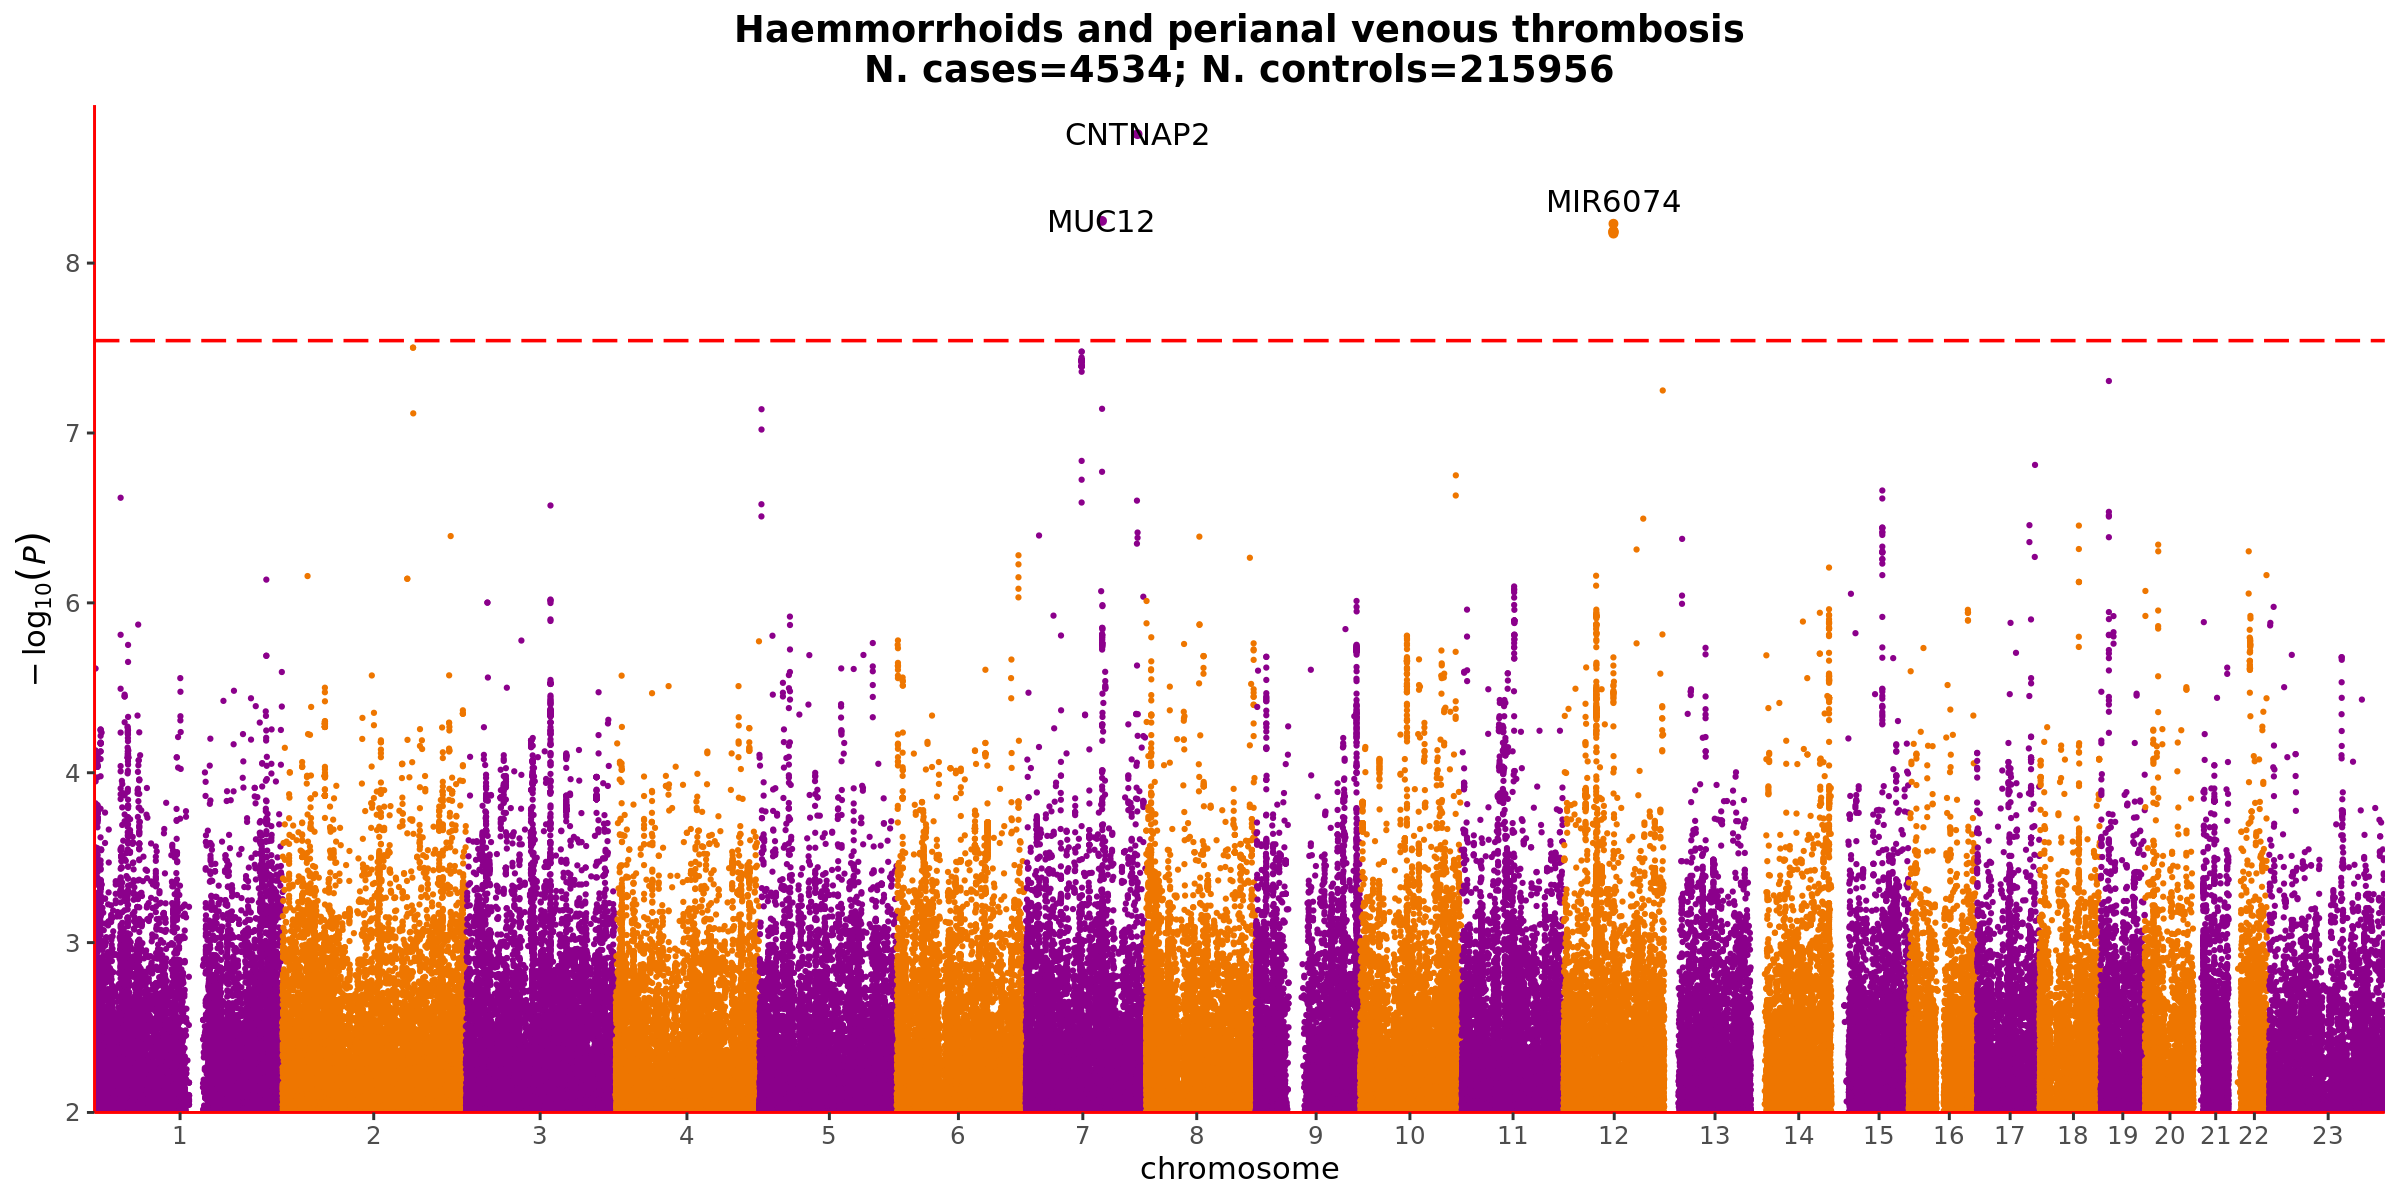 Haemmorrhoids and perianal venous thrombosis
N. cases=4534; N. controls=215956
CNTNAP2
MIR6074
MUC12
8
7
6
5
4
3
2
−log10(P)
1 2 3 4 5 6 7 8 9 10 11 12 13 14 15 16 17 18 19 20 21 22 23
chromosome